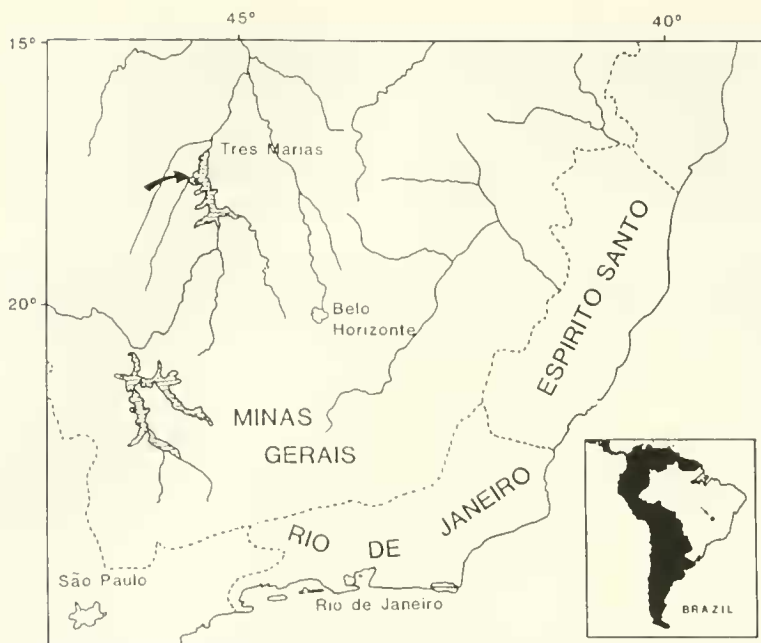 45°
40°
15°
Tres Marias
20°
Belo
Horizonte
ESPIRITO SANTO
MINAS
GERAIS
RIO DE JANEIRO
São Paulo
Rio de Janeiro
BRAZIL